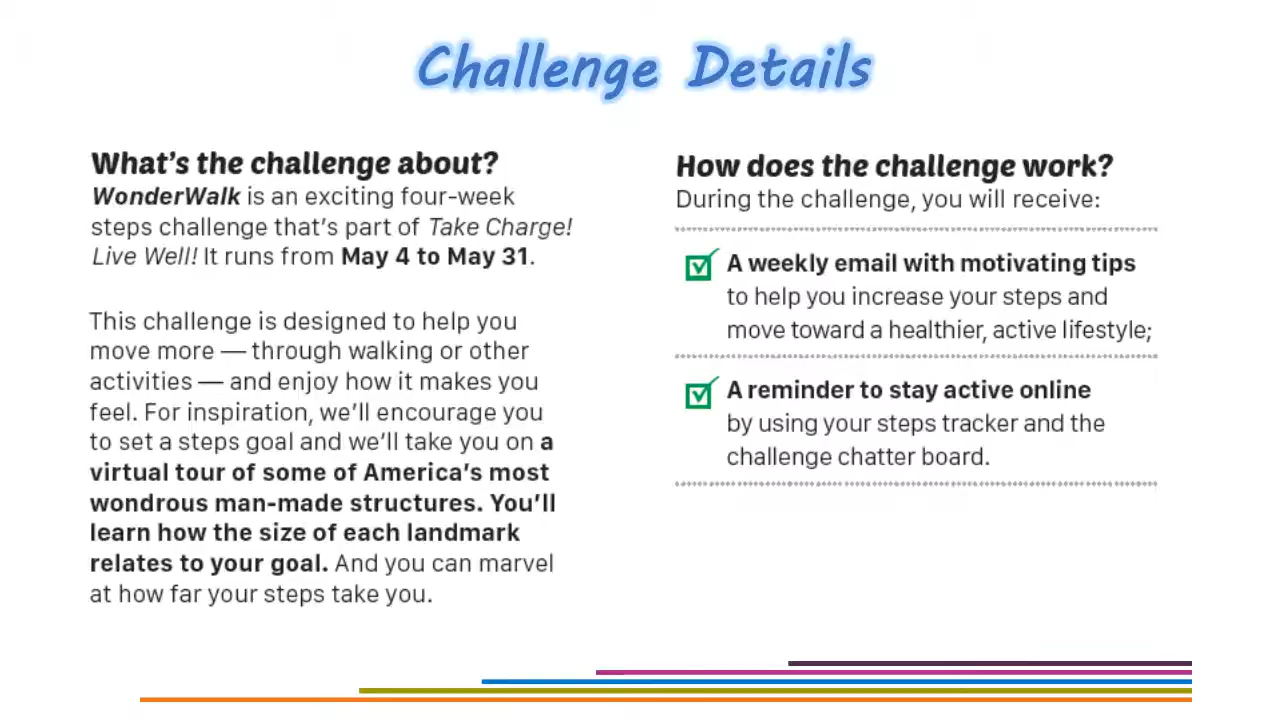 Challenge Details
What's the challenge about?
WonderWalk is an exciting four-week
steps challenge that's part of Take Charge!
Live Well! It runs from May 4 to May 31.
This challenge is designed to help you
move more — through walking or other
activities — and enjoy how it makes you
feel. For inspiration, we'll encourage you
to set a steps goal and we'll take you on a
virtual tour of some of America's most
wondrous man-made structures. You'll
learn how the size of each landmark
relates to your goal. And you can marvel
at how far your steps take you.
How does the challenge work?
During the challenge, you will receive:
A weekly email with motivating tips
to help you increase your steps and
move toward a healthier, active lifestyle;
A reminder to stay active online
by using your steps tracker and the
challenge chatter board.